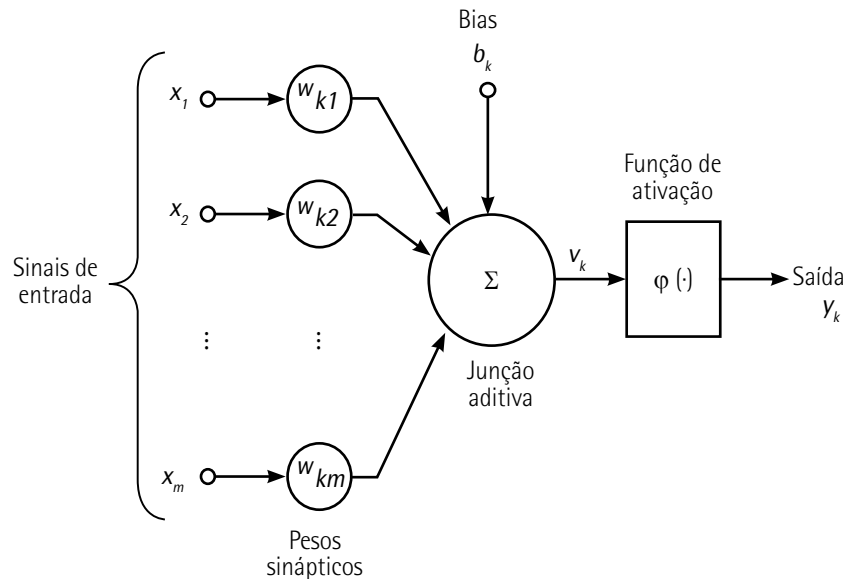 Bias
b_k
x_1
w_k1
Função de
ativação
x_2
w_k2
Sinais de
entrada
Σ
v_k
φ (·)
Saída
y_k
⋮
⋮
Junção
aditiva
x_m
w_km
Pesos
sinápticos